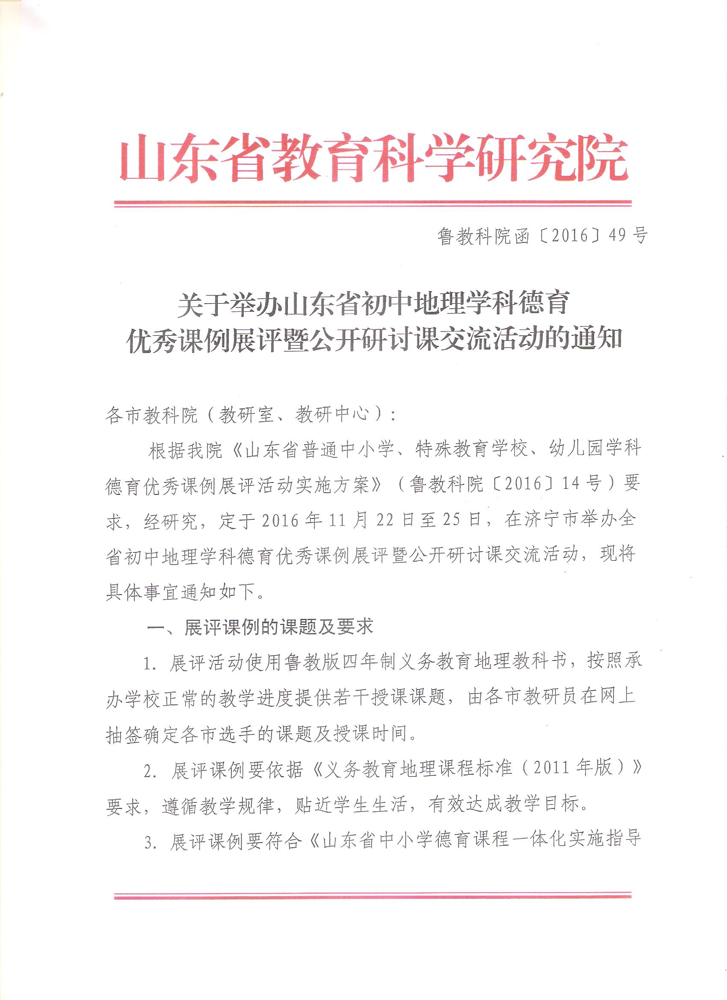 山东省教育科学研究院
鲁教科院函〔2016〕49号
关于举办山东省初中地理学科德育
优秀课例展评暨公开研讨课交流活动的通知
各市教科院（教研室、教研中心）：
根据我院《山东省普通中小学、特殊教育学校、幼儿园学科
德育优秀课例展评活动实施方案》（鲁教科院〔2016〕14号）要
求，经研究，定于2016年11月22日至25日，在济宁市举办全
省初中地理学科德育优秀课例展评暨公开研讨课交流活动，现将
具体事宜通知如下。
一、展评课例的课题及要求
1. 展评活动使用鲁教版四年制义务教育地理教科书，按照承
办学校正常的教学进度提供若干授课课题，由各市教研员在网上
抽签确定各市选手的课题及授课时间。
2. 展评课例要依据《义务教育地理课程标准（2011年版）》
要求，遵循教学规律，贴近学生生活，有效达成教学目标。
3. 展评课例要符合《山东省中小学德育课程一体化实施指导